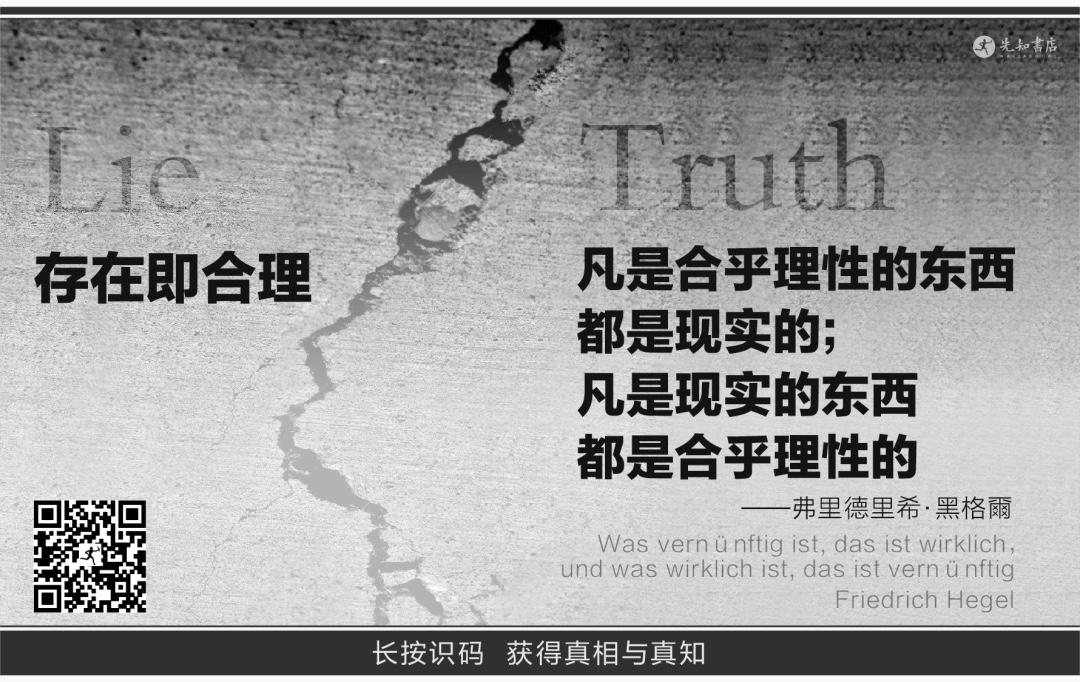 先知書店
Lie
存在即合理
Truth
凡是合乎理性的东西
都是现实的;
凡是现实的东西
都是合乎理性的
——弗里德里希·黑格爾
Was vern ü nftig ist, das ist wirklich,
und was wirklich ist, das ist vern ü nftig
Friedrich Hegel
长按识码 获得真相与真知